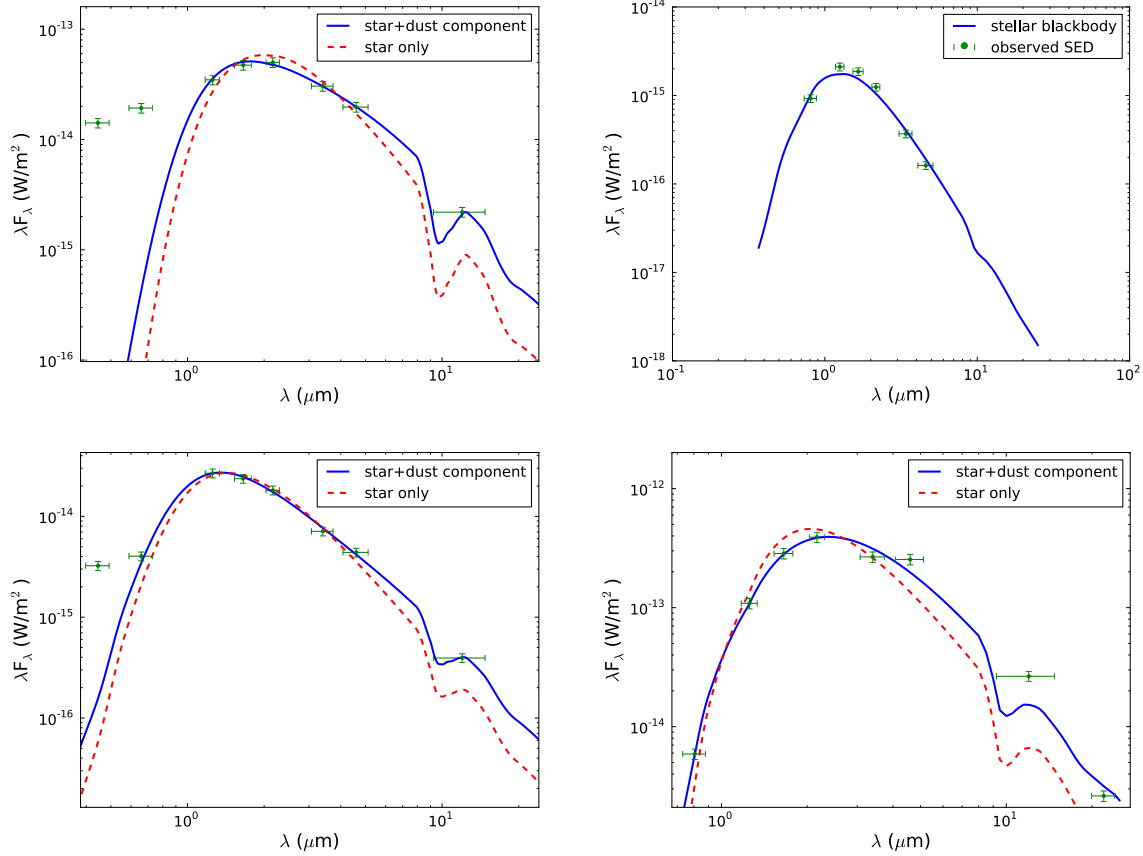 10⁻¹³
10⁻¹⁴
10⁻¹⁵
10⁻¹⁶
λF_λ (W/m²)
star+dust component
star only
10⁰
10¹
λ (μm)
10⁻¹⁴
10⁻¹⁵
10⁻¹⁶
10⁻¹⁷
10⁻¹⁸
λF_λ (W/m²)
stellar blackbody
observed SED
10⁻¹
10⁰
10¹
10²
λ (μm)
10⁻¹⁴
10⁻¹⁵
10⁻¹⁶
λF_λ (W/m²)
star+dust component
star only
10⁰
10¹
λ (μm)
10⁻¹²
10⁻¹³
10⁻¹⁴
λF_λ (W/m²)
star+dust component
star only
10⁰
10¹
λ (μm)